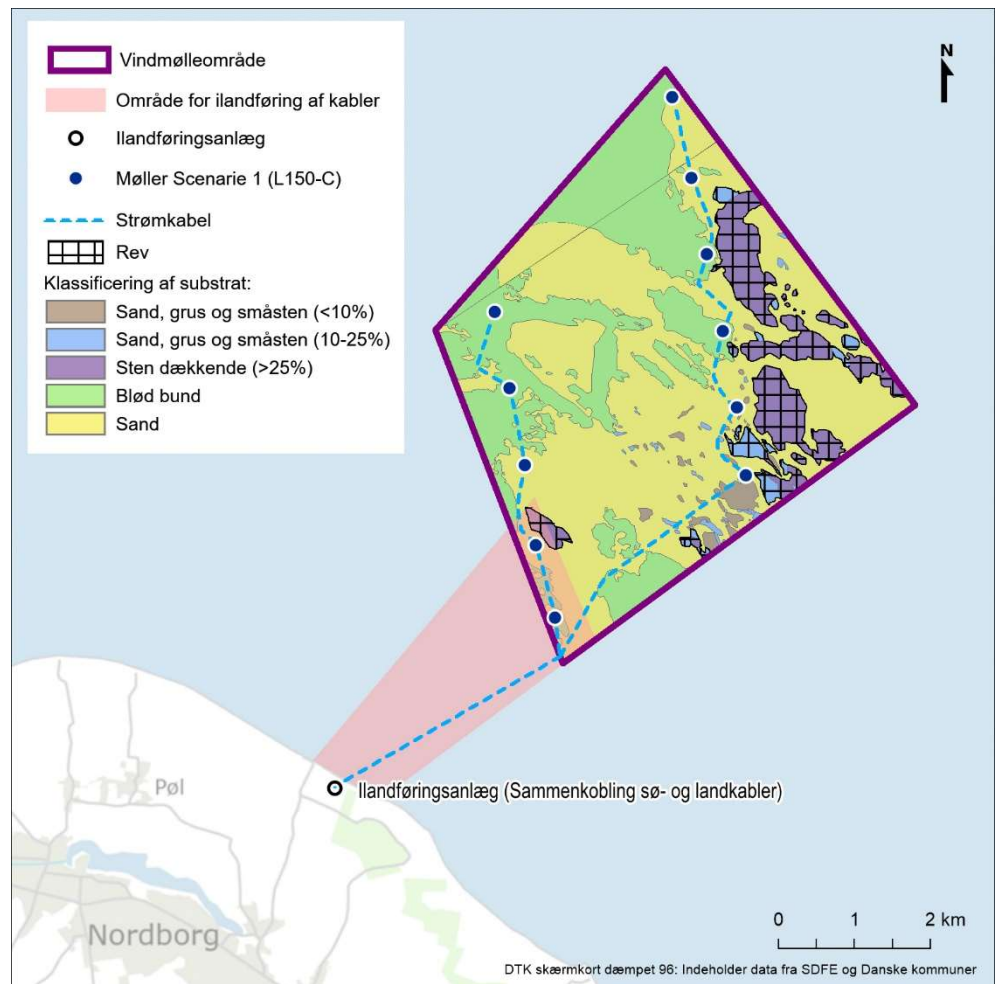 Vindmølleområde
Område for ilandføring af kabler
Ilandføringsanlæg
Møller Scenarie 1 (L150-C)
Strømkabel
Rev
Klassificering af substrat:
Sand, grus og småsten (<10%)
Sand, grus og småsten (10-25%)
Sten dækkende (>25%)
Blød bund
Sand
N
Ilandføringsanlæg (Sammenkobling sø- og landkabler)
Pøl
Nordborg
0 1 2 km
DTK skærmkort dæmpet 96: Indeholder data fra SDFE og Danske kommuner